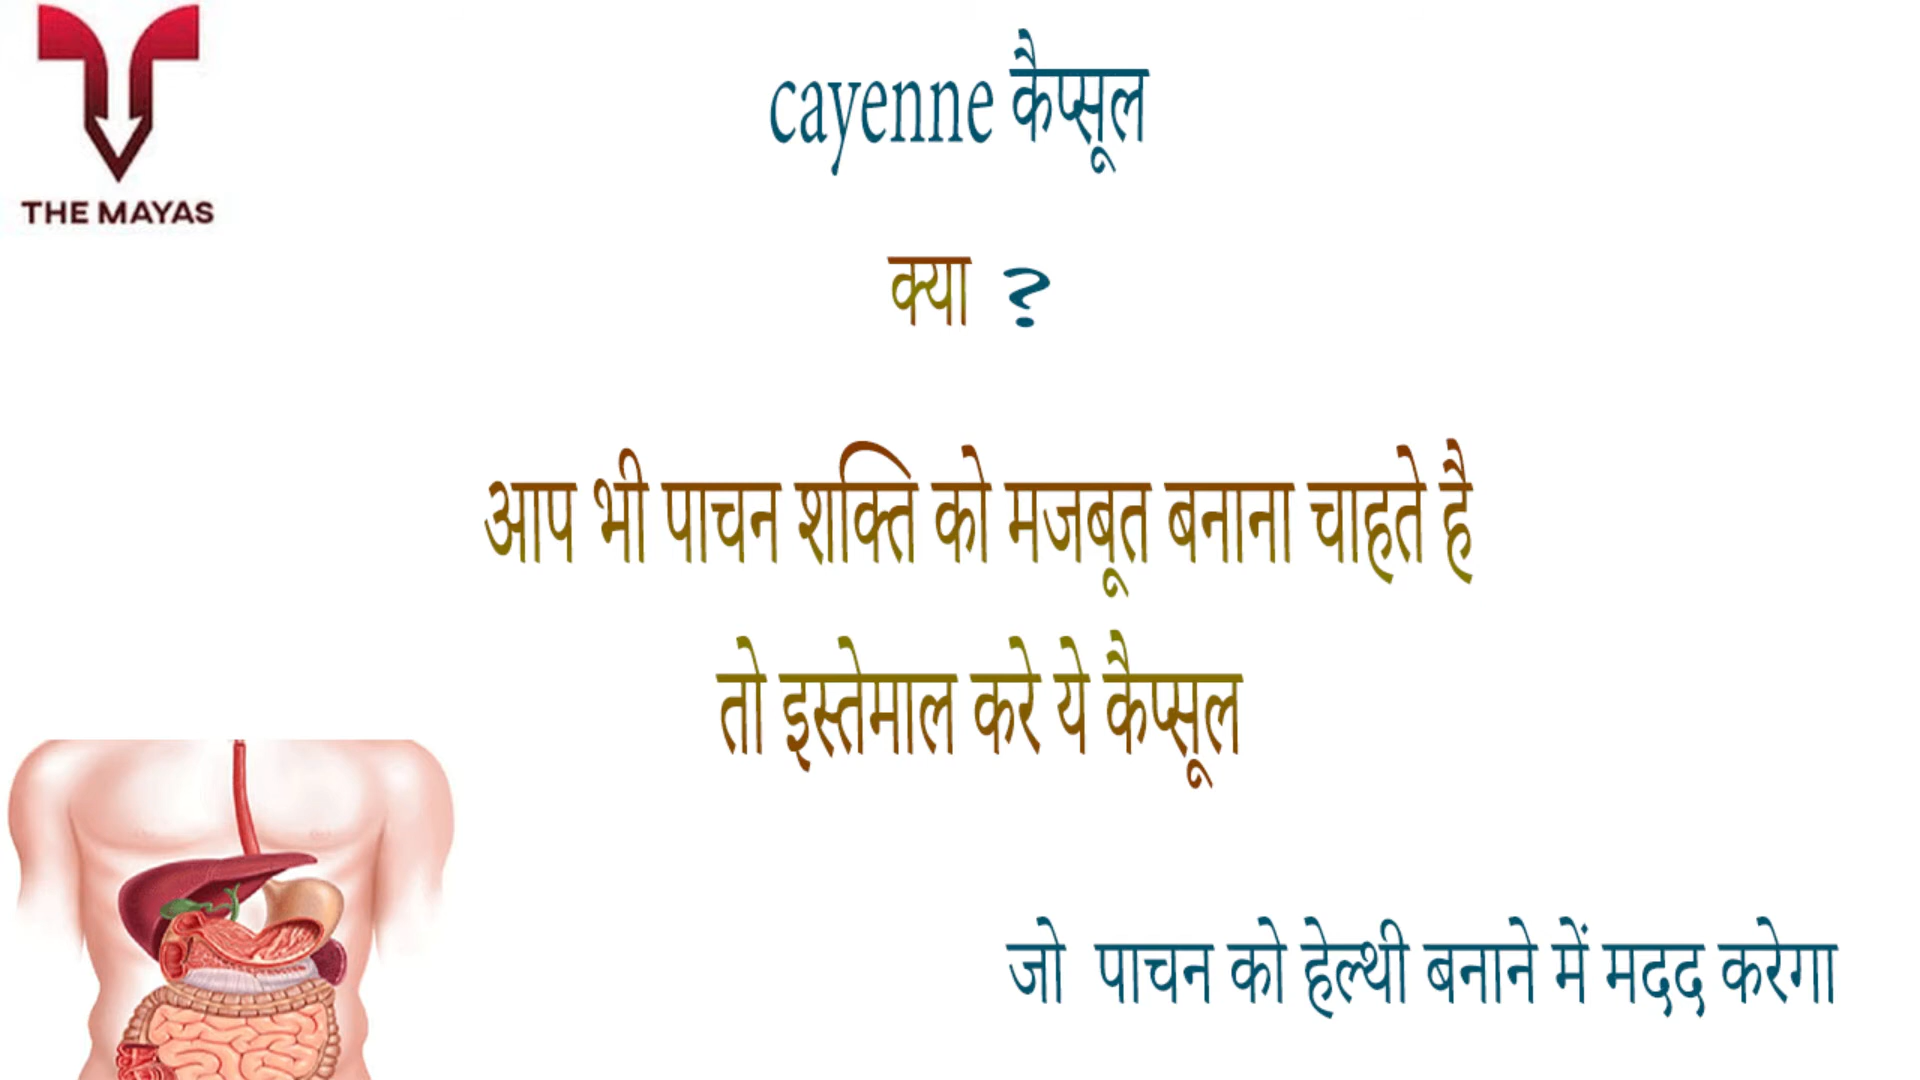 THE MAYAS
cayenne कैप्सूल
क्या ?
आप भी पाचन शक्ति को मजबूत बनाना चाहते है
तो इस्तेमाल करे ये कैप्सूल
जो पाचन को हेल्थी बनाने में मदद करेगा